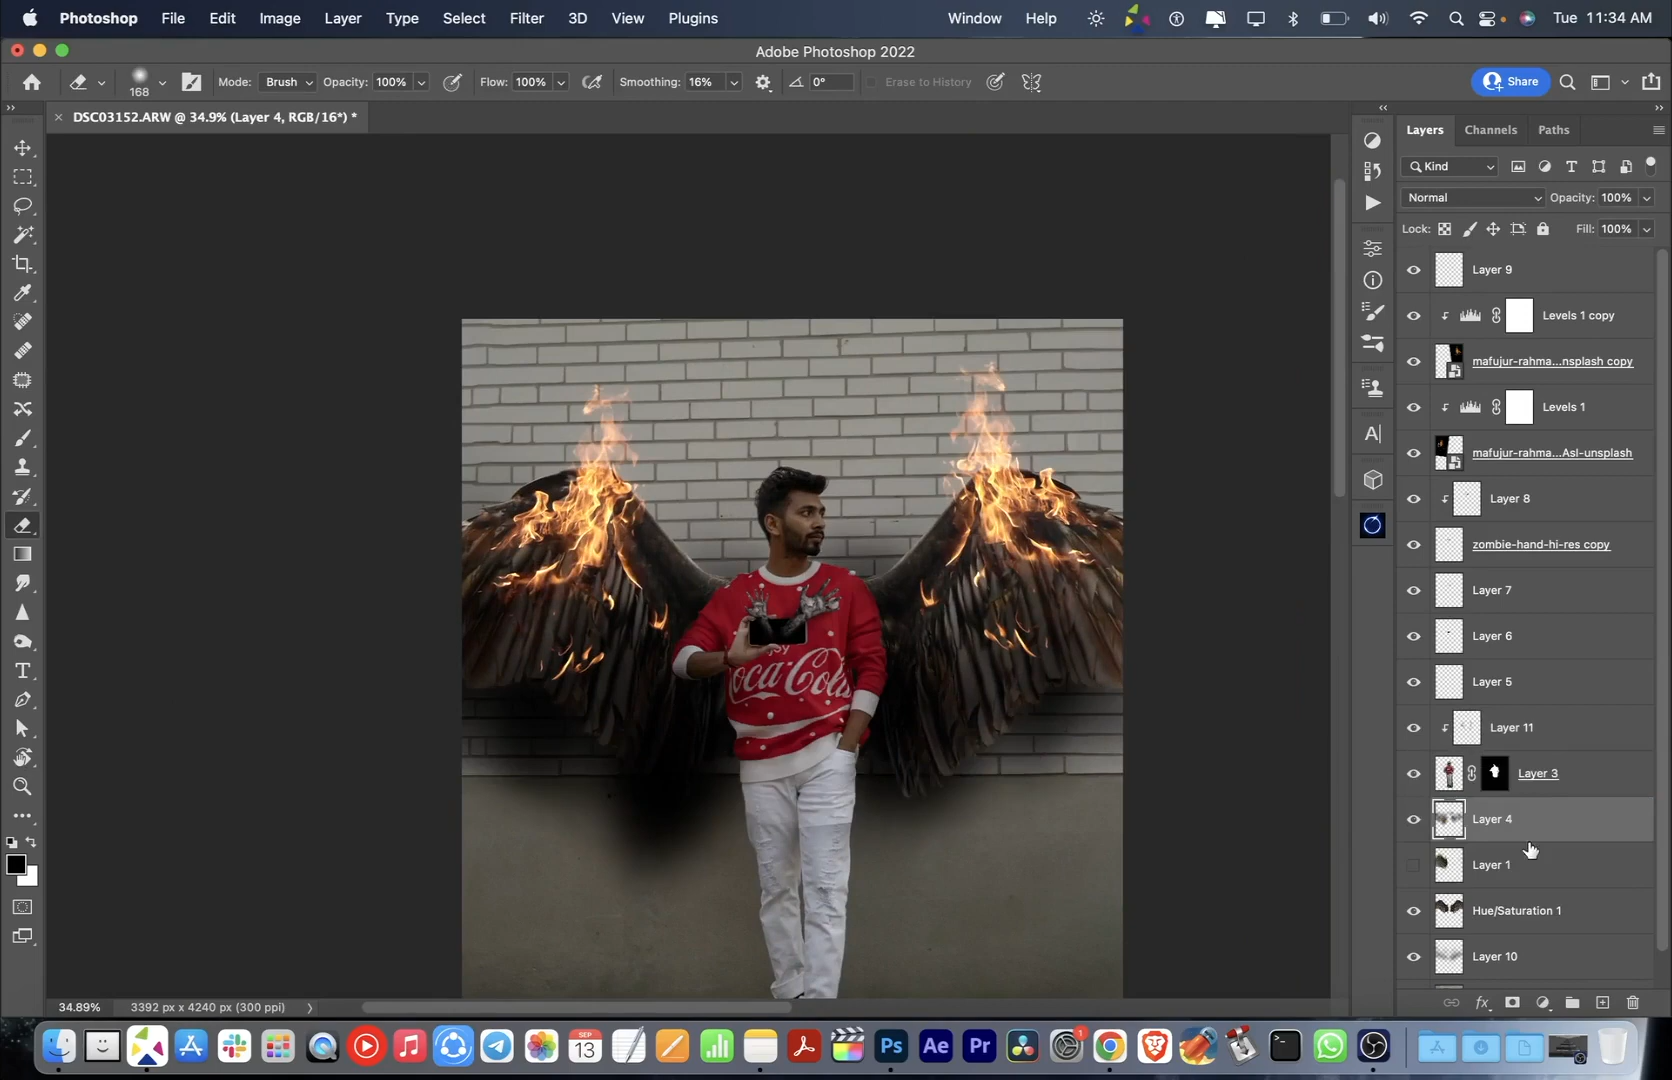 Photoshop File Edit Image Layer Type Select Filter 3D View Plugins Window Help Tue 11:34 AM
Adobe Photoshop 2022
168 Mode: Brush Opacity: 100% Flow: 100% Smoothing: 16% 0° Erase to History Share
DSC03152.ARW @ 34.9% (Layer 4, RGB/16*) *
Layers Channels Paths
Kind
Normal Opacity: 100%
Lock: Fill: 100%
Layer 9
Levels 1 copy
mafujur-rahma...nsplash copy
Levels 1
mafujur-rahma...Asl-unsplash
Layer 8
zombie-hand-hi-res copy
Layer 7
Layer 6
Layer 5
Layer 11
Layer 3
Layer 4
Layer 1
Hue/Saturation 1
Layer 10
Coca-Cola
34.89% 3392 px x 4240 px (300 ppi)
SEP
13
Ps Ae Pr
1